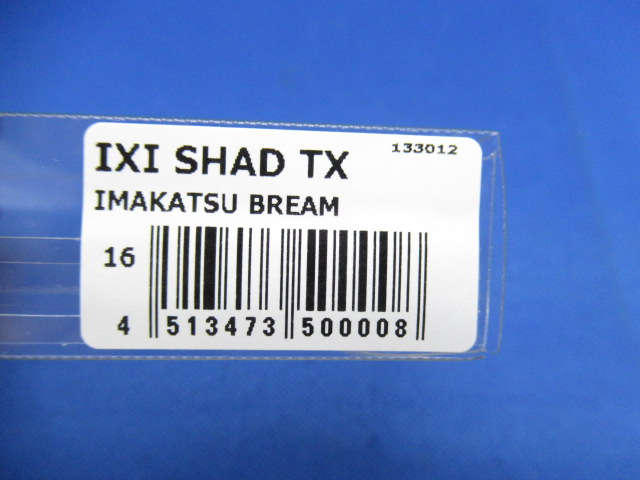 IXI SHAD TX 133012
IMAKATSU BREAM
16
4 513473 500008